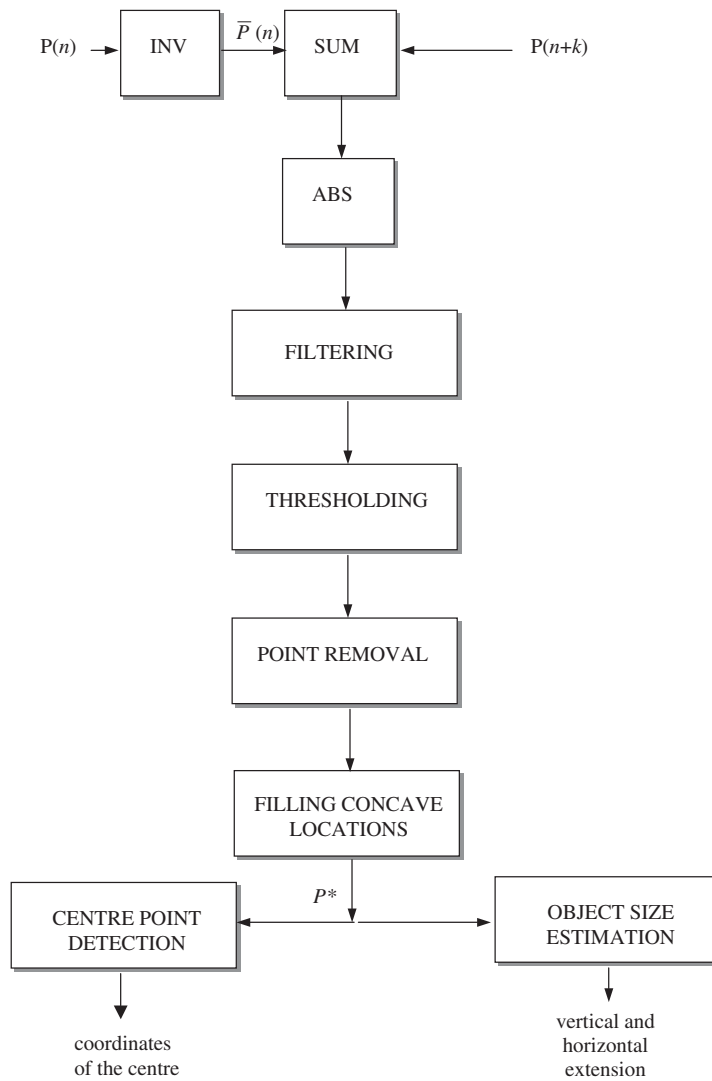 P(n) INV P̅ (n) SUM P(n+k)
ABS
FILTERING
THRESHOLDING
POINT REMOVAL
FILLING CONCAVE
LOCATIONS
P*
CENTRE POINT
DETECTION
OBJECT SIZE
ESTIMATION
coordinates
of the centre
vertical and
horizontal
extension